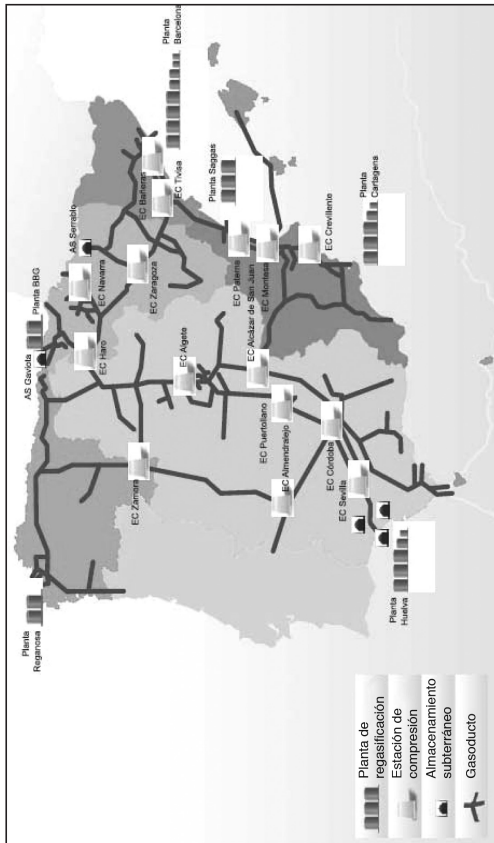 Planta
Reganosa
AS Gaviota
Planta BBG
AS Serrablo
EC Navarra
EC Haro
EC Zaragoza
EC Bañeras
EC Tivisa
Planta
Barcelona
EC Zamora
EC Algete
Planta Saggas
EC Paterna
EC Montesa
EC Alcázar de San Juan
EC Crevillente
EC Puertollano
EC Almendralejo
EC Córdoba
EC Sevilla
Planta
Cartagena
Planta
Huelva
Planta de
regasificación
Estación de
compresión
Almacenamiento
subterráneo
Gasoducto